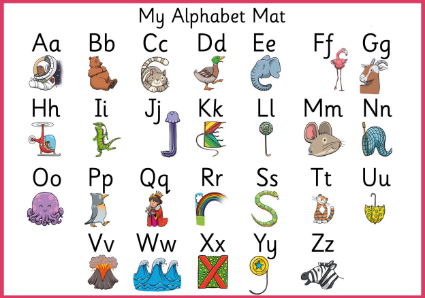 My Alphabet Mat
Aa Bb Cc Dd Ee Ff Gg
Hh Ii Jj Kk Ll Mm Nn
Oo Pp Qq Rr Ss Tt Uu
Vv Ww Xx Yy Zz